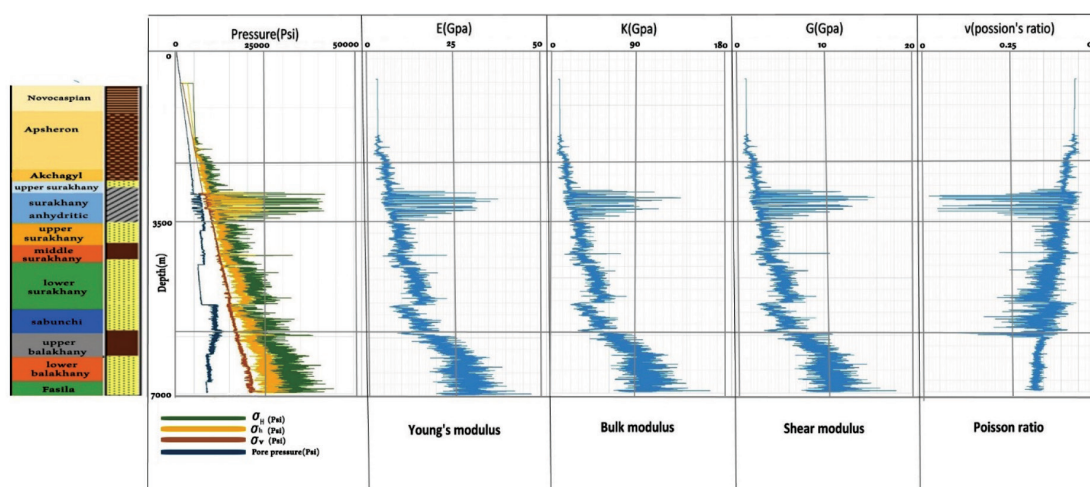 Pressure(Psi)
0 25000 50000
0
E(Gpa)
0 25 50
K(Gpa)
0 90 180
G(Gpa)
0 10 20
v(possion's ratio)
0 0.25
Novocaspian
Apsheron
Akchagyl
upper surakhany
surakhany
anhydritic
upper
surakhany
middle
surakhany
lower
surakhany
sabunchi
upper
balakhany
lower
balakhany
Fasila
3500
Depth(m)
7000
σH (Psi)
σh (Psi)
σv (Psi)
Pore pressure(Psi)
Young's modulus
Bulk modulus
Shear modulus
Poisson ratio